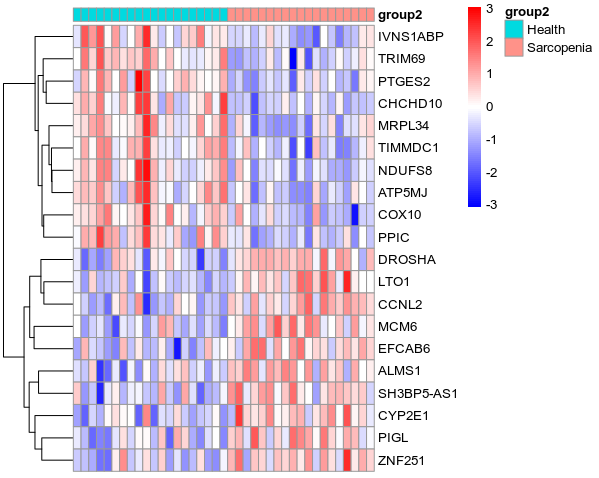 group2
IVNS1ABP
TRIM69
PTGES2
CHCHD10
MRPL34
TIMMDC1
NDUFS8
ATP5MJ
COX10
PPIC
DROSHA
LTO1
CCNL2
MCM6
EFCAB6
ALMS1
SH3BP5-AS1
CYP2E1
PIGL
ZNF251
3
2
1
0
-1
-2
-3
group2
Health
Sarcopenia